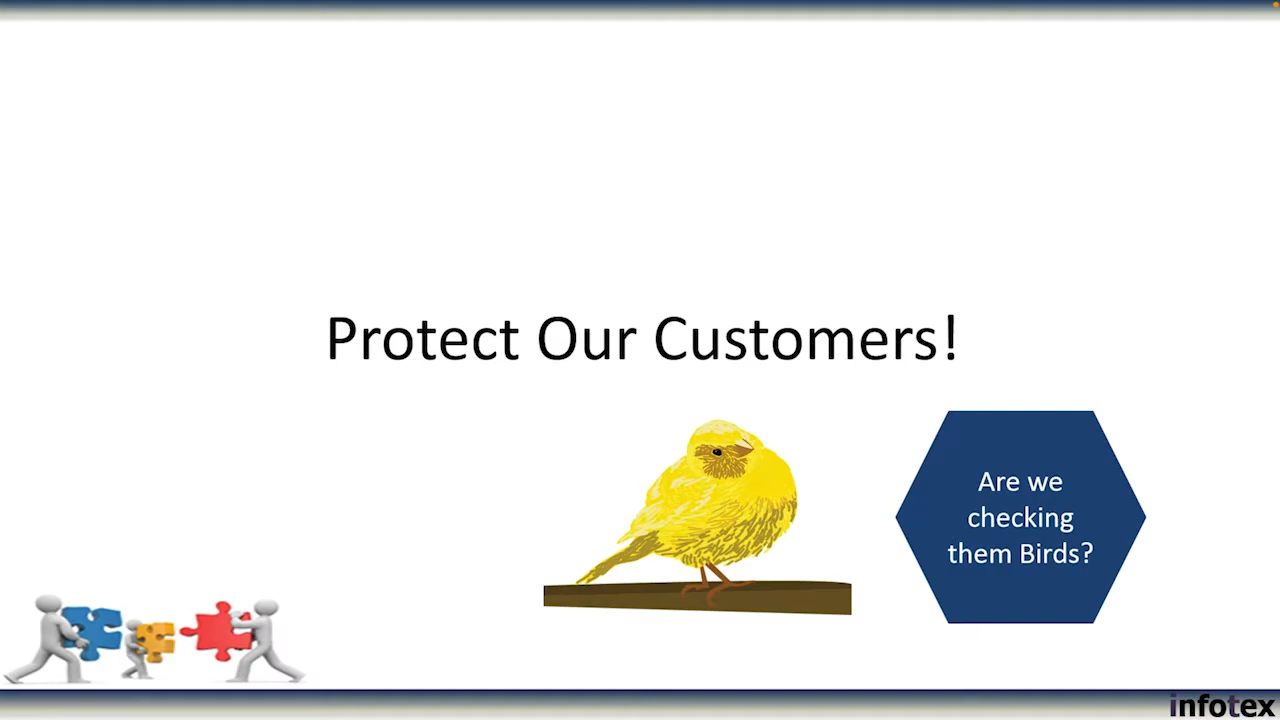 Protect Our Customers!
Are we
checking
them Birds?
infotex